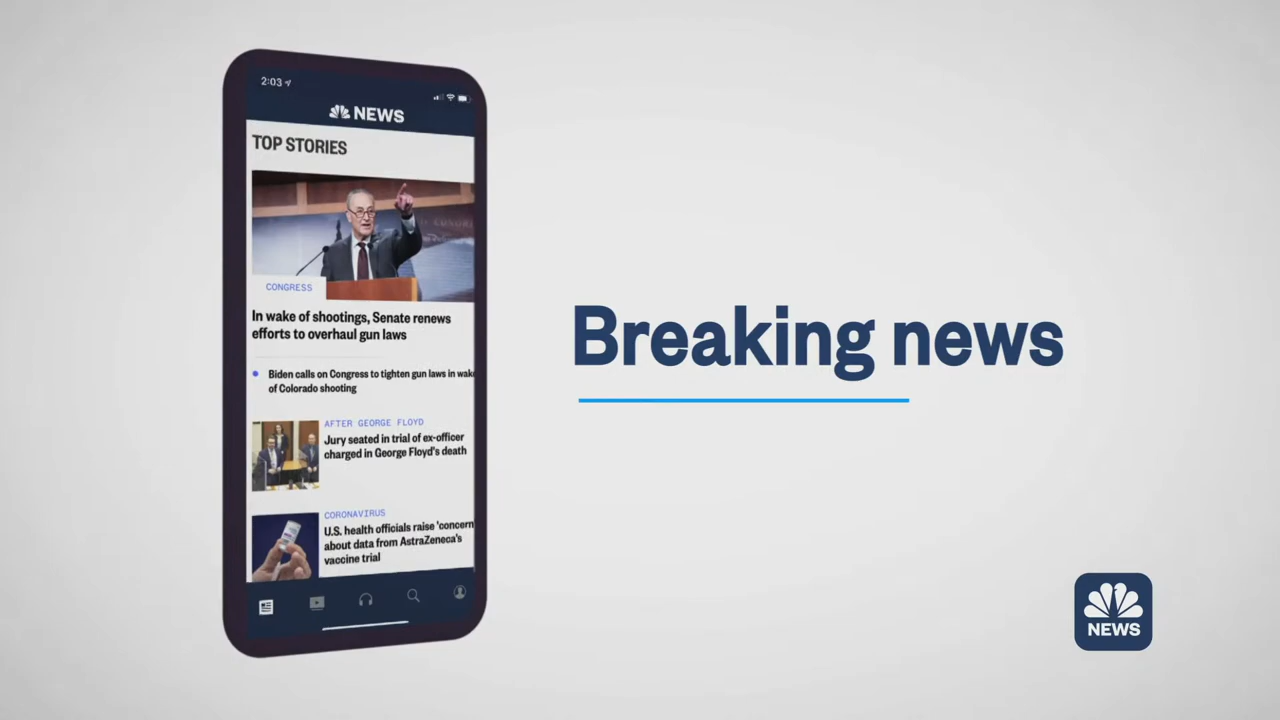 2:03
NEWS
TOP STORIES
CONGRESS
In wake of shootings, Senate renews
efforts to overhaul gun laws
Biden calls on Congress to tighten gun laws in wake
of Colorado shooting
AFTER GEORGE FLOYD
Jury seated in trial of ex-officer
charged in George Floyd's death
CORONAVIRUS
U.S. health officials raise 'concern
about data from AstraZeneca's
vaccine trial
Breaking news
NEWS